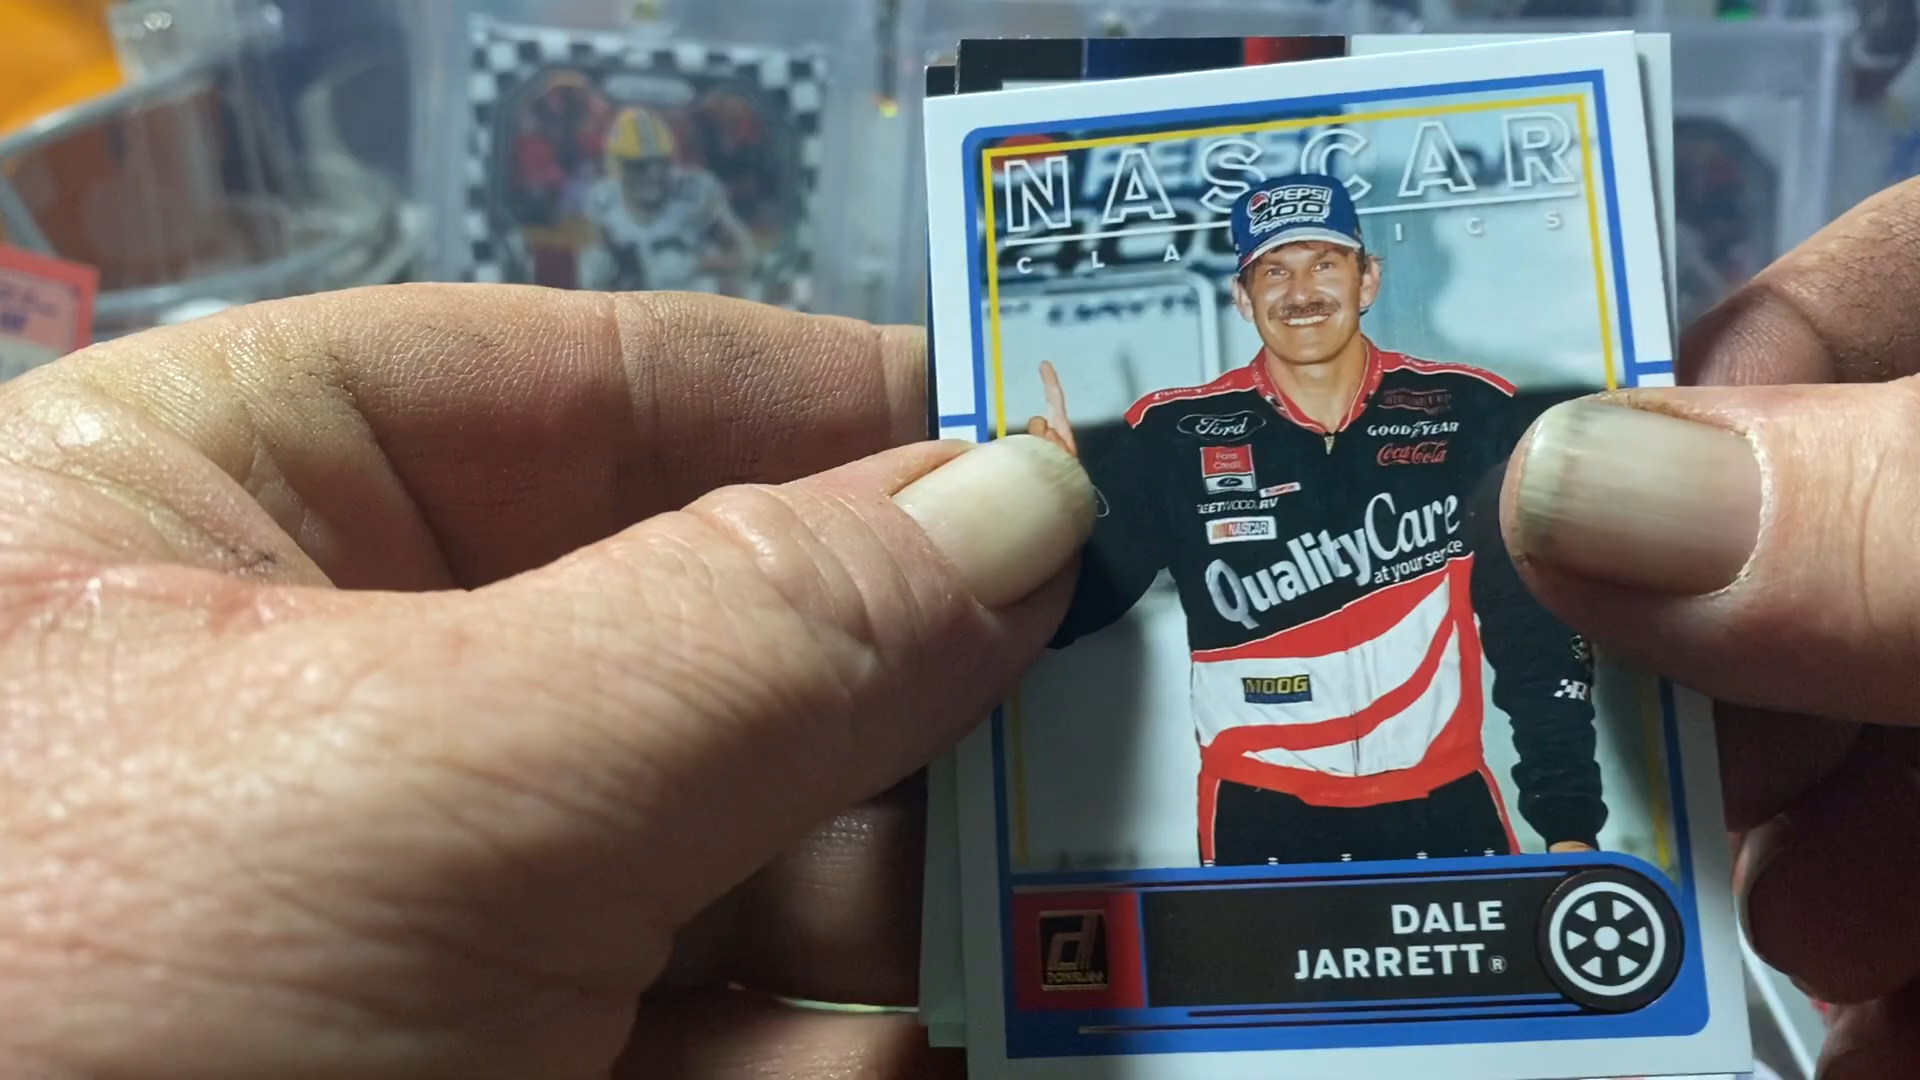 NASCAR
CLA ICS
PEPSI
400
Ford
Ford
Credit
GOODYEAR
Coca-Cola
FLEETWOOD RV
NASCAR
QualityCare
at your service
MOOG
DALE
JARRETT®
DONRUSS